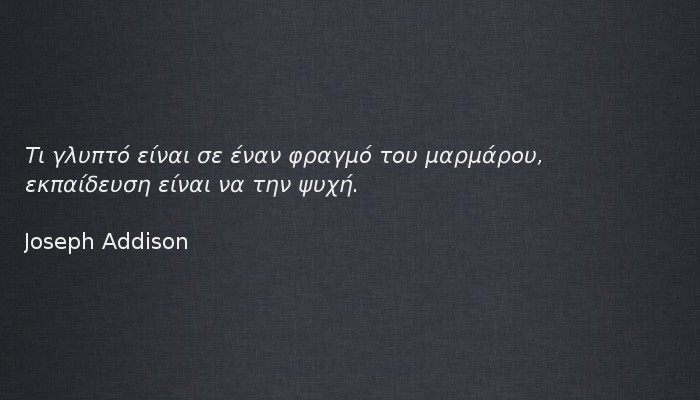 Τι γλυπτό είναι σε έναν φραγμό του μαρμάρου,
εκπαίδευση είναι να την ψυχή.
Joseph Addison